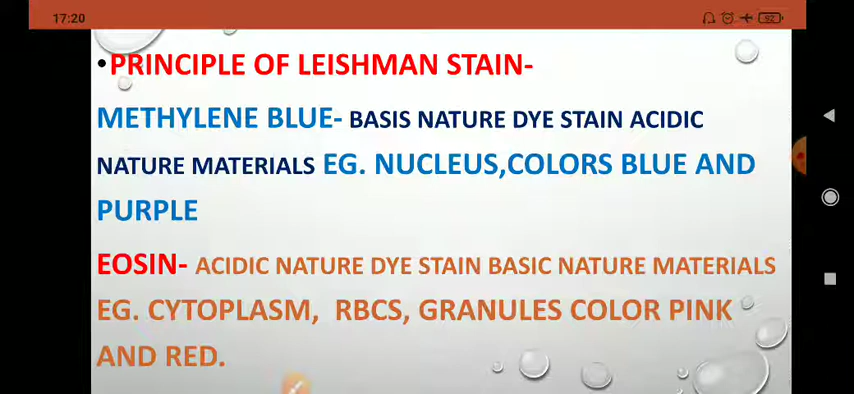 17:20
92
•PRINCIPLE OF LEISHMAN STAIN-
METHYLENE BLUE- BASIS NATURE DYE STAIN ACIDIC
NATURE MATERIALS EG. NUCLEUS,COLORS BLUE AND
PURPLE
EOSIN- ACIDIC NATURE DYE STAIN BASIC NATURE MATERIALS
EG. CYTOPLASM, RBCS, GRANULES COLOR PINK
AND RED.